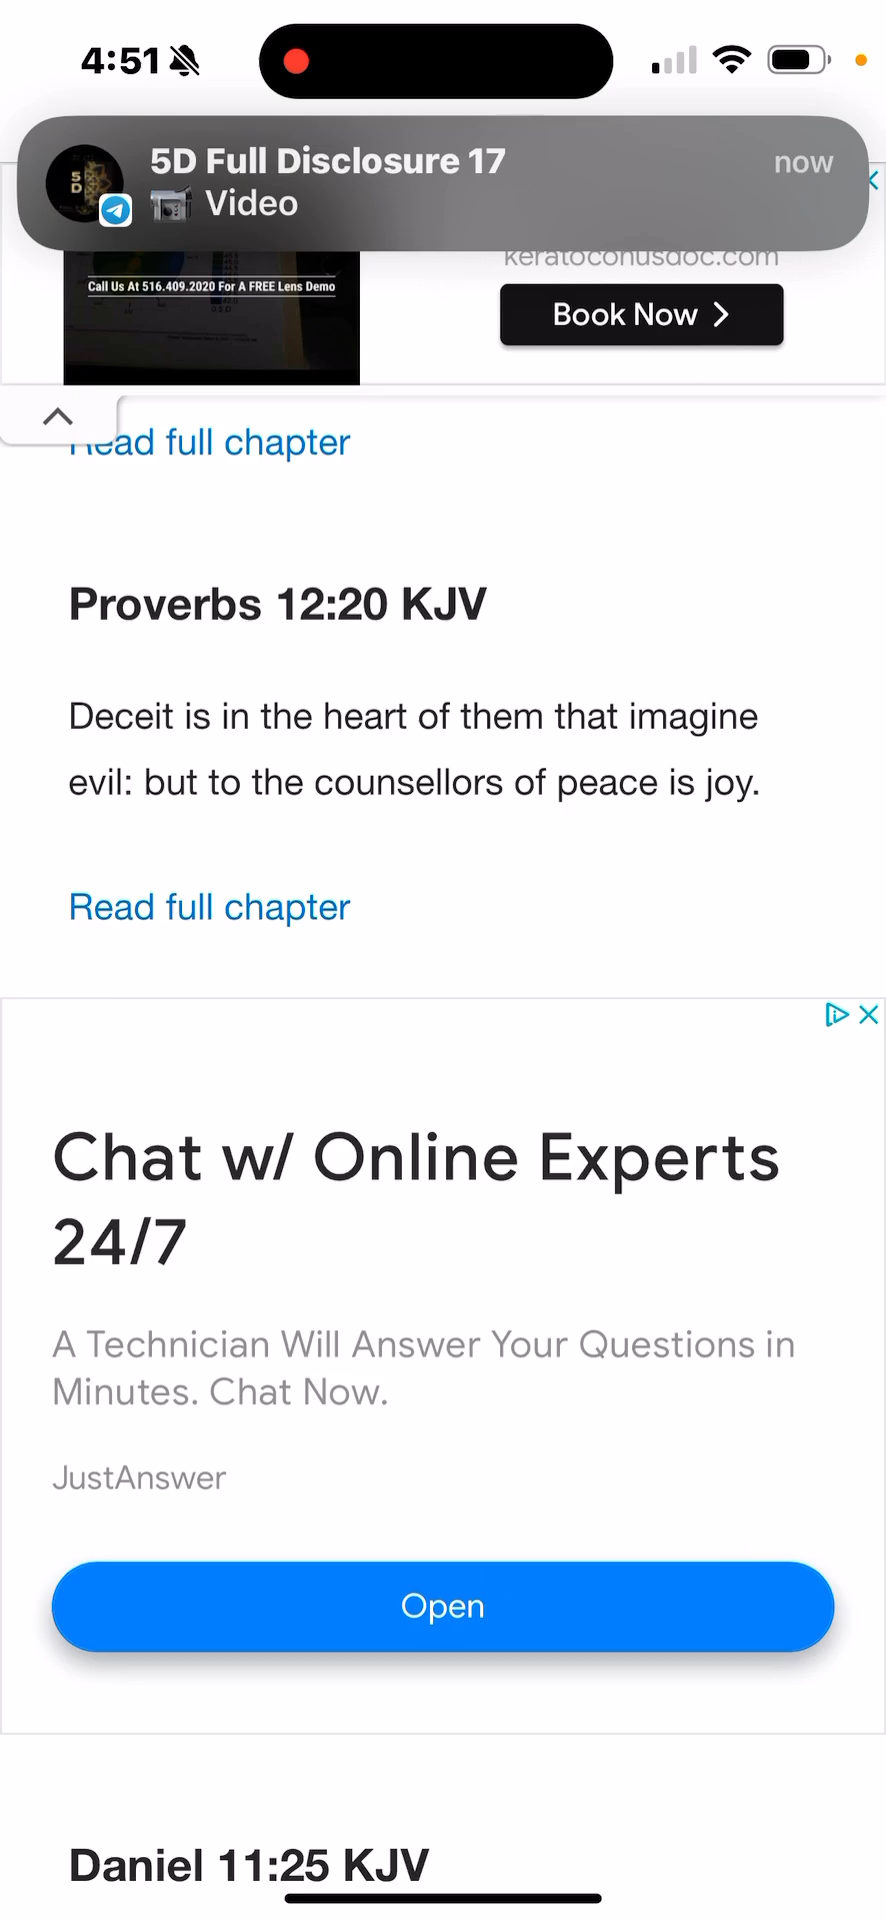 4:51
5D Full Disclosure 17
now
Video
5
D
keratoconusdoc.com
Call Us At 516.409.2020 For A FREE Lens Demo
Book Now
Read full chapter
Proverbs 12:20 KJV
Deceit is in the heart of them that imagine
evil: but to the counsellors of peace is joy.
Read full chapter
Chat w/ Online Experts
24/7
A Technician Will Answer Your Questions in
Minutes. Chat Now.
JustAnswer
Open
Daniel 11:25 KJV